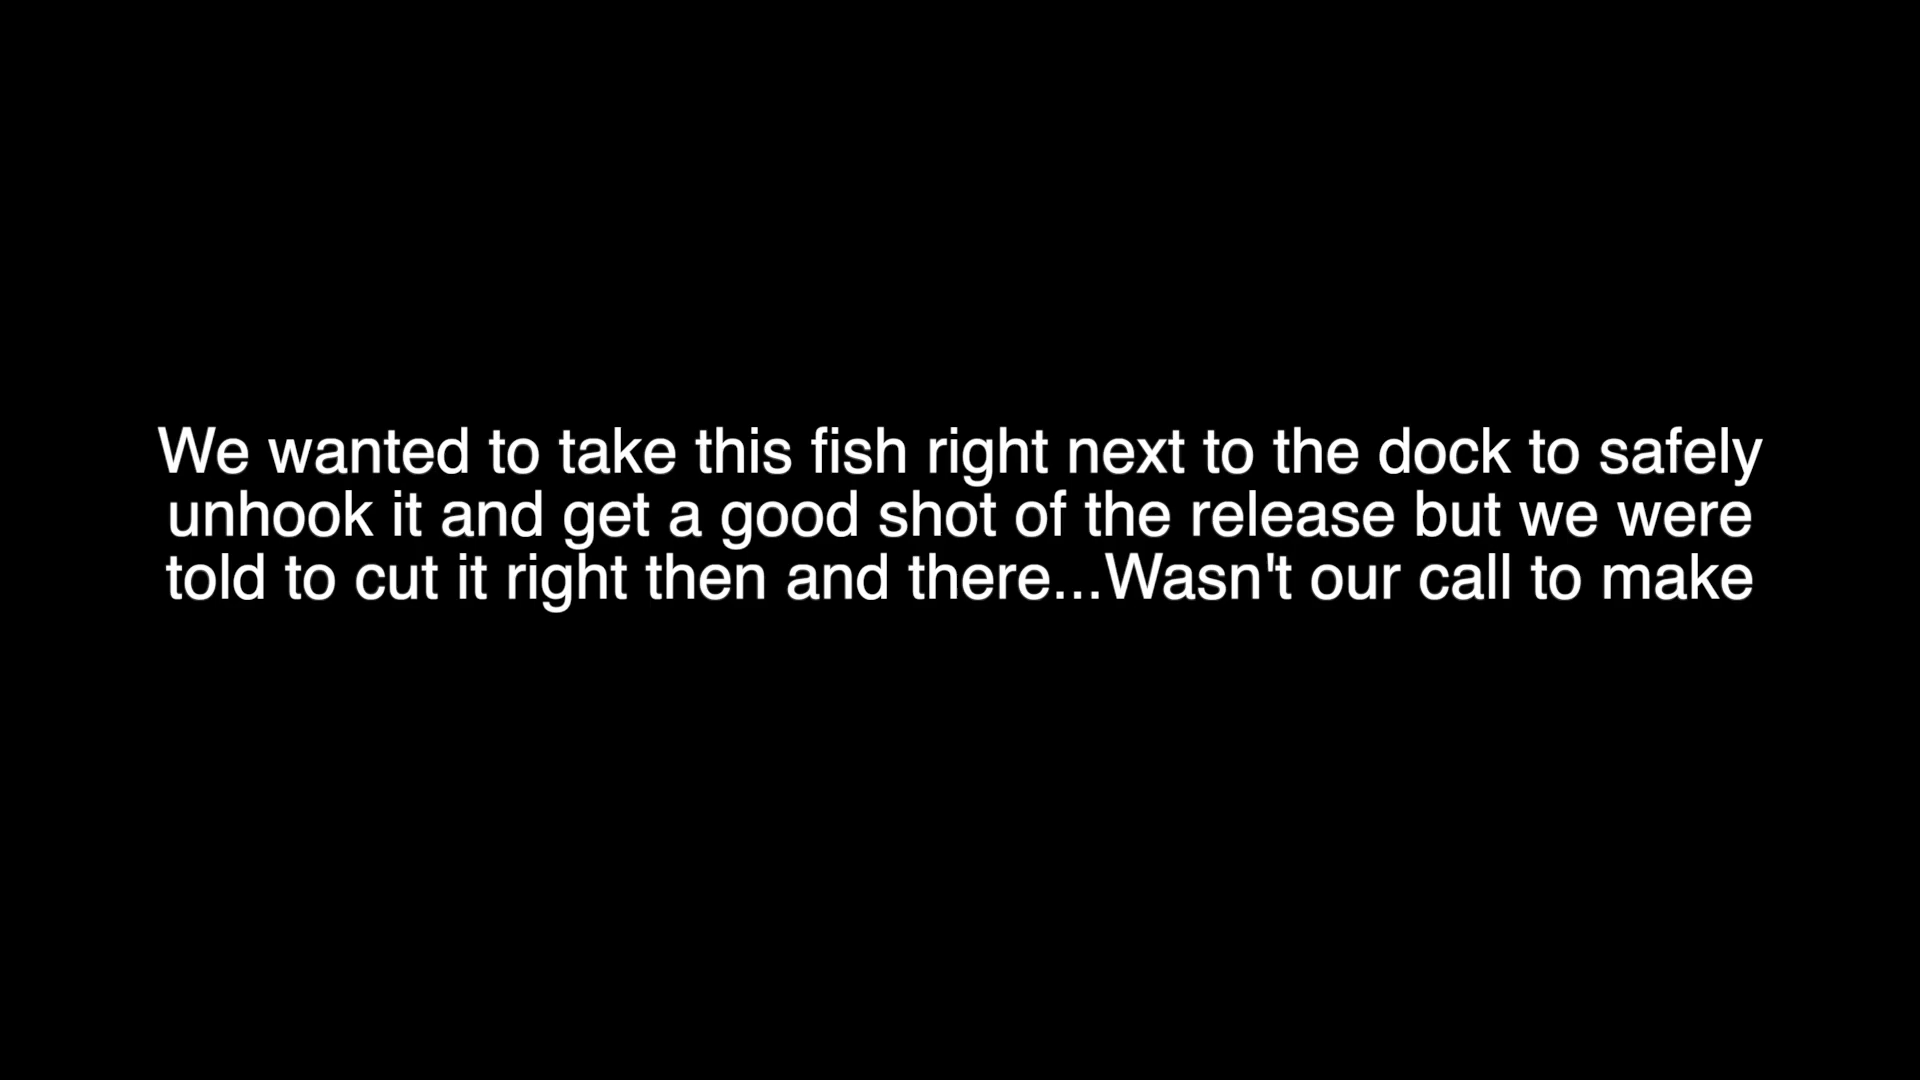 We wanted to take this fish right next to the dock to safely
unhook it and get a good shot of the release but we were
told to cut it right then and there...Wasn't our call to make